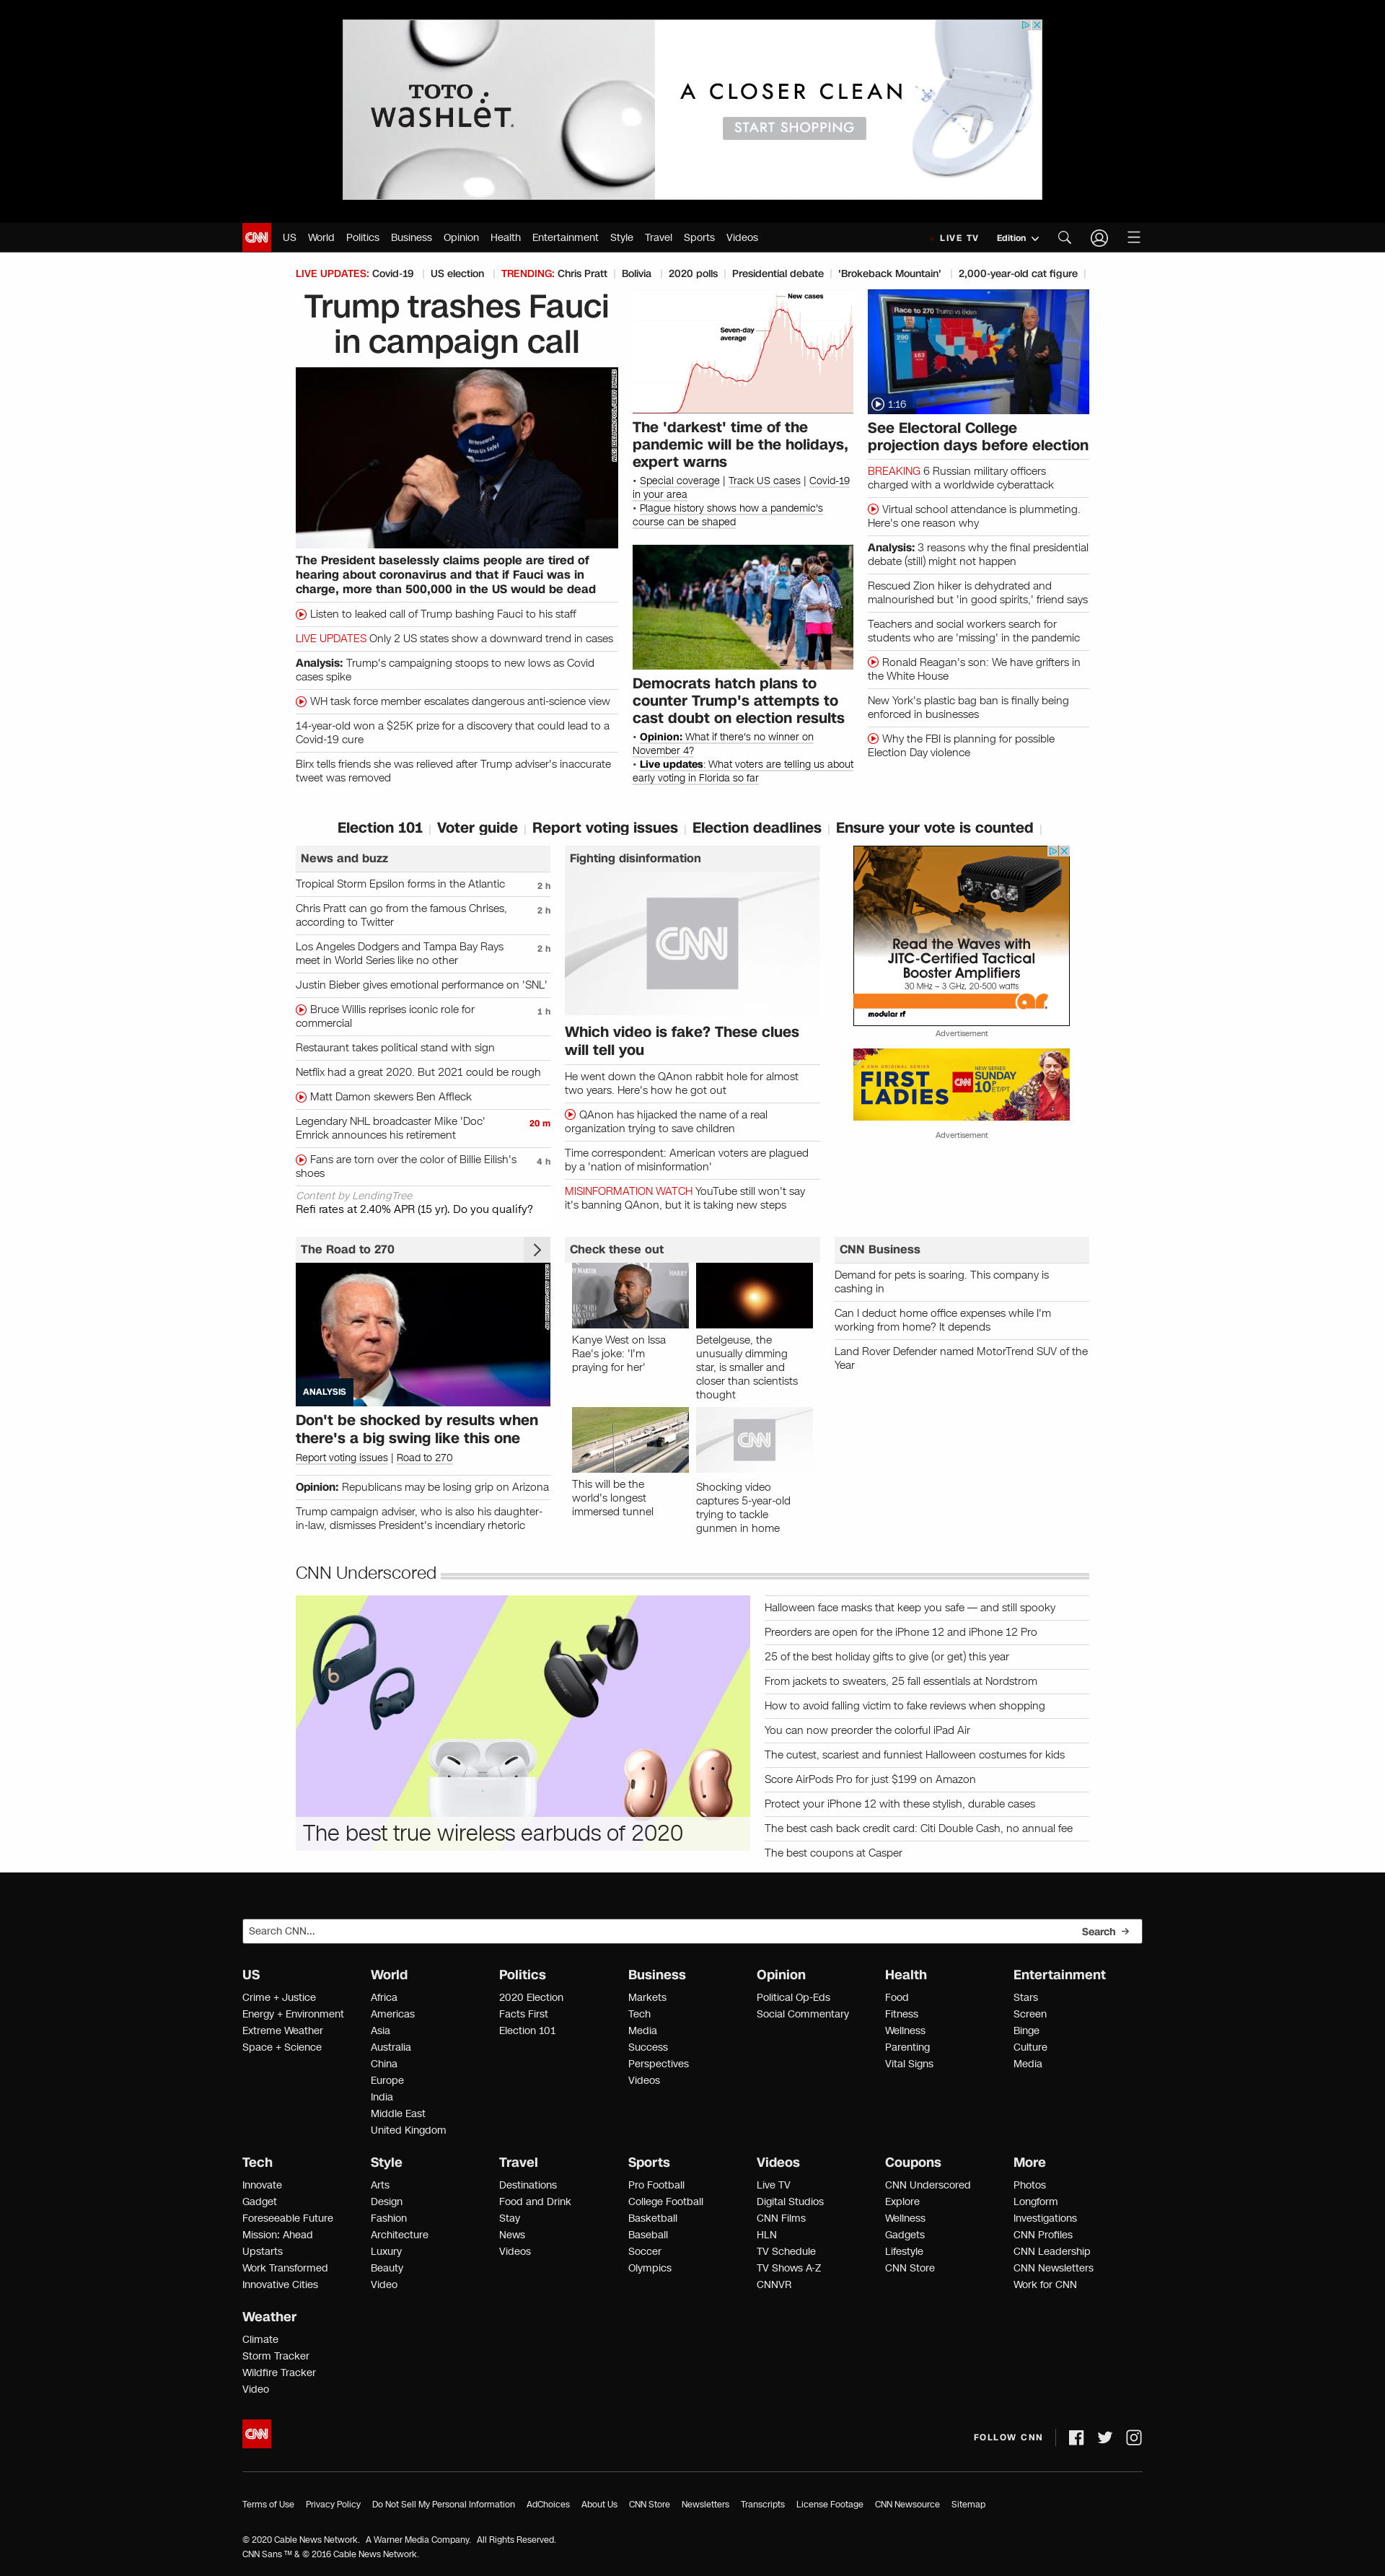 TOTO
WASHLET.
A CLOSER CLEAN
START SHOPPING
CNN US World Politics Business Opinion Health Entertainment Style Travel Sports Videos LIVE TV Edition
LIVE UPDATES: Covid-19 | US election | TRENDING: Chris Pratt | Bolivia | 2020 polls | Presidential debate | 'Brokeback Mountain' | 2,000-year-old cat figure |
Trump trashes Fauci
in campaign call
The President baselessly claims people are tired of
hearing about coronavirus and that if Fauci was in
charge, more than 500,000 in the US would be dead
Listen to leaked call of Trump bashing Fauci to his staff
LIVE UPDATES Only 2 US states show a downward trend in cases
Analysis: Trump's campaigning stoops to new lows as Covid
cases spike
WH task force member escalates dangerous anti-science view
14-year-old won a $25K prize for a discovery that could lead to a
Covid-19 cure
Birx tells friends she was relieved after Trump adviser's inaccurate
tweet was removed
New cases
Seven-day
average
The 'darkest' time of the
pandemic will be the holidays,
expert warns
• Special coverage | Track US cases | Covid-19
in your area
• Plague history shows how a pandemic's
course can be shaped
Democrats hatch plans to
counter Trump's attempts to
cast doubt on election results
• Opinion: What if there's no winner on
November 4?
• Live updates: What voters are telling us about
early voting in Florida so far
Race to 270 Trump vs Biden
290
163
1:16
See Electoral College
projection days before election
BREAKING 6 Russian military officers
charged with a worldwide cyberattack
Virtual school attendance is plummeting.
Here's one reason why
Analysis: 3 reasons why the final presidential
debate (still) might not happen
Rescued Zion hiker is dehydrated and
malnourished but 'in good spirits,' friend says
Teachers and social workers search for
students who are 'missing' in the pandemic
Ronald Reagan's son: We have grifters in
the White House
New York's plastic bag ban is finally being
enforced in businesses
Why the FBI is planning for possible
Election Day violence
Election 101 | Voter guide | Report voting issues | Election deadlines | Ensure your vote is counted |
News and buzz
Tropical Storm Epsilon forms in the Atlantic 2 h
Chris Pratt can go from the famous Chrises, 2 h
according to Twitter
Los Angeles Dodgers and Tampa Bay Rays 2 h
meet in World Series like no other
Justin Bieber gives emotional performance on 'SNL'
Bruce Willis reprises iconic role for 1 h
commercial
Restaurant takes political stand with sign
Netflix had a great 2020. But 2021 could be rough
Matt Damon skewers Ben Affleck
Legendary NHL broadcaster Mike 'Doc' 20 m
Emrick announces his retirement
Fans are torn over the color of Billie Eilish's 4 h
shoes
Content by LendingTree
Refi rates at 2.40% APR (15 yr). Do you qualify?
Fighting disinformation
CNN
Which video is fake? These clues
will tell you
He went down the QAnon rabbit hole for almost
two years. Here's how he got out
QAnon has hijacked the name of a real
organization trying to save children
Time correspondent: American voters are plagued
by a 'nation of misinformation'
MISINFORMATION WATCH YouTube still won't say
it's banning QAnon, but it is taking new steps
Read the Waves with
JITC-Certified Tactical
Booster Amplifiers
30 MHz – 3 GHz, 20-500 watts
ar
modular rf
Advertisement
A CNN ORIGINAL SERIES
FIRST
LADIES
CNN
NEW SERIES
SUNDAY
10P ET/PT
Advertisement
The Road to 270
ANALYSIS
Don't be shocked by results when
there's a big swing like this one
Report voting issues | Road to 270
Opinion: Republicans may be losing grip on Arizona
Trump campaign adviser, who is also his daughter-
in-law, dismisses President's incendiary rhetoric
Check these out
Kanye West on Issa
Rae's joke: 'I'm
praying for her'
Betelgeuse, the
unusually dimming
star, is smaller and
closer than scientists
thought
This will be the
world's longest
immersed tunnel
CNN
Shocking video
captures 5-year-old
trying to tackle
gunmen in home
CNN Business
Demand for pets is soaring. This company is
cashing in
Can I deduct home office expenses while I'm
working from home? It depends
Land Rover Defender named MotorTrend SUV of the
Year
CNN Underscored
The best true wireless earbuds of 2020
Halloween face masks that keep you safe — and still spooky
Preorders are open for the iPhone 12 and iPhone 12 Pro
25 of the best holiday gifts to give (or get) this year
From jackets to sweaters, 25 fall essentials at Nordstrom
How to avoid falling victim to fake reviews when shopping
You can now preorder the colorful iPad Air
The cutest, scariest and funniest Halloween costumes for kids
Score AirPods Pro for just $199 on Amazon
Protect your iPhone 12 with these stylish, durable cases
The best cash back credit card: Citi Double Cash, no annual fee
The best coupons at Casper
Search CNN... Search →
US
Crime + Justice
Energy + Environment
Extreme Weather
Space + Science
World
Africa
Americas
Asia
Australia
China
Europe
India
Middle East
United Kingdom
Politics
2020 Election
Facts First
Election 101
Business
Markets
Tech
Media
Success
Perspectives
Videos
Opinion
Political Op-Eds
Social Commentary
Health
Food
Fitness
Wellness
Parenting
Vital Signs
Entertainment
Stars
Screen
Binge
Culture
Media
Tech
Innovate
Gadget
Foreseeable Future
Mission: Ahead
Upstarts
Work Transformed
Innovative Cities
Style
Arts
Design
Fashion
Architecture
Luxury
Beauty
Video
Travel
Destinations
Food and Drink
Stay
News
Videos
Sports
Pro Football
College Football
Basketball
Baseball
Soccer
Olympics
Videos
Live TV
Digital Studios
CNN Films
HLN
TV Schedule
TV Shows A-Z
CNNVR
Coupons
CNN Underscored
Explore
Wellness
Gadgets
Lifestyle
CNN Store
More
Photos
Longform
Investigations
CNN Profiles
CNN Leadership
CNN Newsletters
Work for CNN
Weather
Climate
Storm Tracker
Wildfire Tracker
Video
CNN
FOLLOW CNN
Terms of Use Privacy Policy Do Not Sell My Personal Information AdChoices About Us CNN Store Newsletters Transcripts License Footage CNN Newsource Sitemap
© 2020 Cable News Network. A Warner Media Company. All Rights Reserved.
CNN Sans ™ & © 2016 Cable News Network.